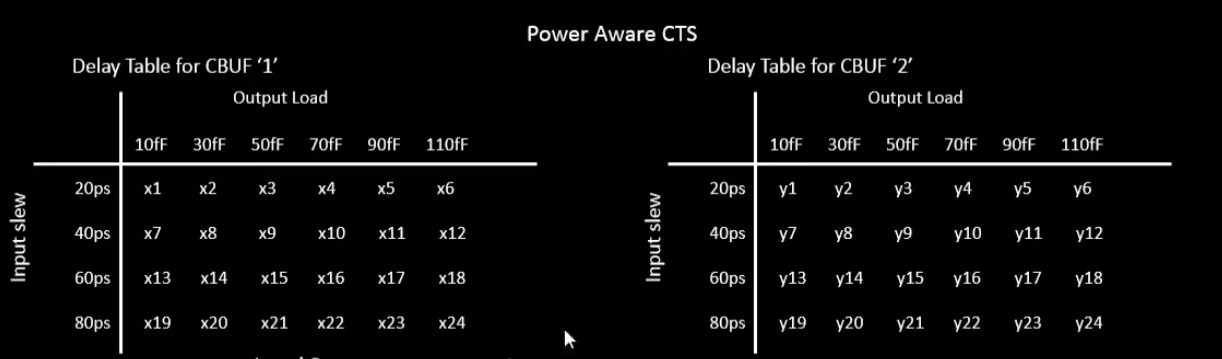 Power Aware CTS
Delay Table for CBUF ‘1’
Output Load
10fF 30fF 50fF 70fF 90fF 110fF
Input slew
20ps x1 x2 x3 x4 x5 x6
40ps x7 x8 x9 x10 x11 x12
60ps x13 x14 x15 x16 x17 x18
80ps x19 x20 x21 x22 x23 x24
Delay Table for CBUF ‘2’
Output Load
10fF 30fF 50fF 70fF 90fF 110fF
Input slew
20ps y1 y2 y3 y4 y5 y6
40ps y7 y8 y9 y10 y11 y12
60ps y13 y14 y15 y16 y17 y18
80ps y19 y20 y21 y22 y23 y24